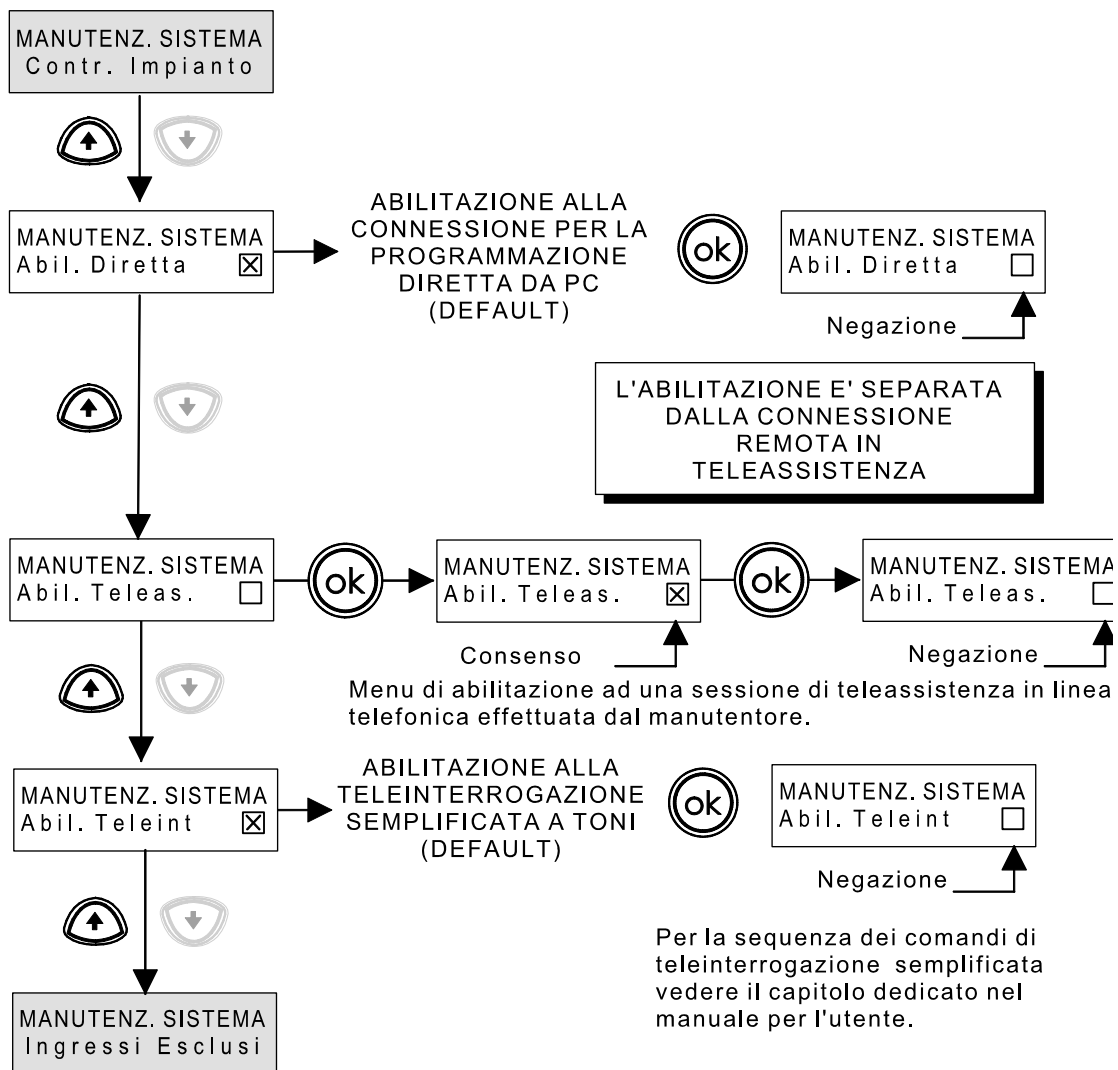 MANUTENZ. SISTEMA
Contr. Impianto
MANUTENZ. SISTEMA
Abil. Diretta
ABILITAZIONE ALLA
CONNESSIONE PER LA
PROGRAMMAZIONE
DIRETTA DA PC
(DEFAULT)
ok
MANUTENZ. SISTEMA
Abil. Diretta
Negazione
L'ABILITAZIONE E' SEPARATA
DALLA CONNESSIONE
REMOTA IN
TELEASSISTENZA
MANUTENZ. SISTEMA
Abil. Teleas.
ok
MANUTENZ. SISTEMA
Abil. Teleas.
Consenso
ok
MANUTENZ. SISTEMA
Abil. Teleas.
Negazione
Menu di abilitazione ad una sessione di teleassistenza in linea
telefonica effettuata dal manutentore.
MANUTENZ. SISTEMA
Abil. Teleint
ABILITAZIONE ALLA
TELEINTERROGAZIONE
SEMPLIFICATA A TONI
(DEFAULT)
ok
MANUTENZ. SISTEMA
Abil. Teleint
Negazione
Per la sequenza dei comandi di
teleinterrogazione semplificata
vedere il capitolo dedicato nel
manuale per l'utente.
MANUTENZ. SISTEMA
Ingressi Esclusi